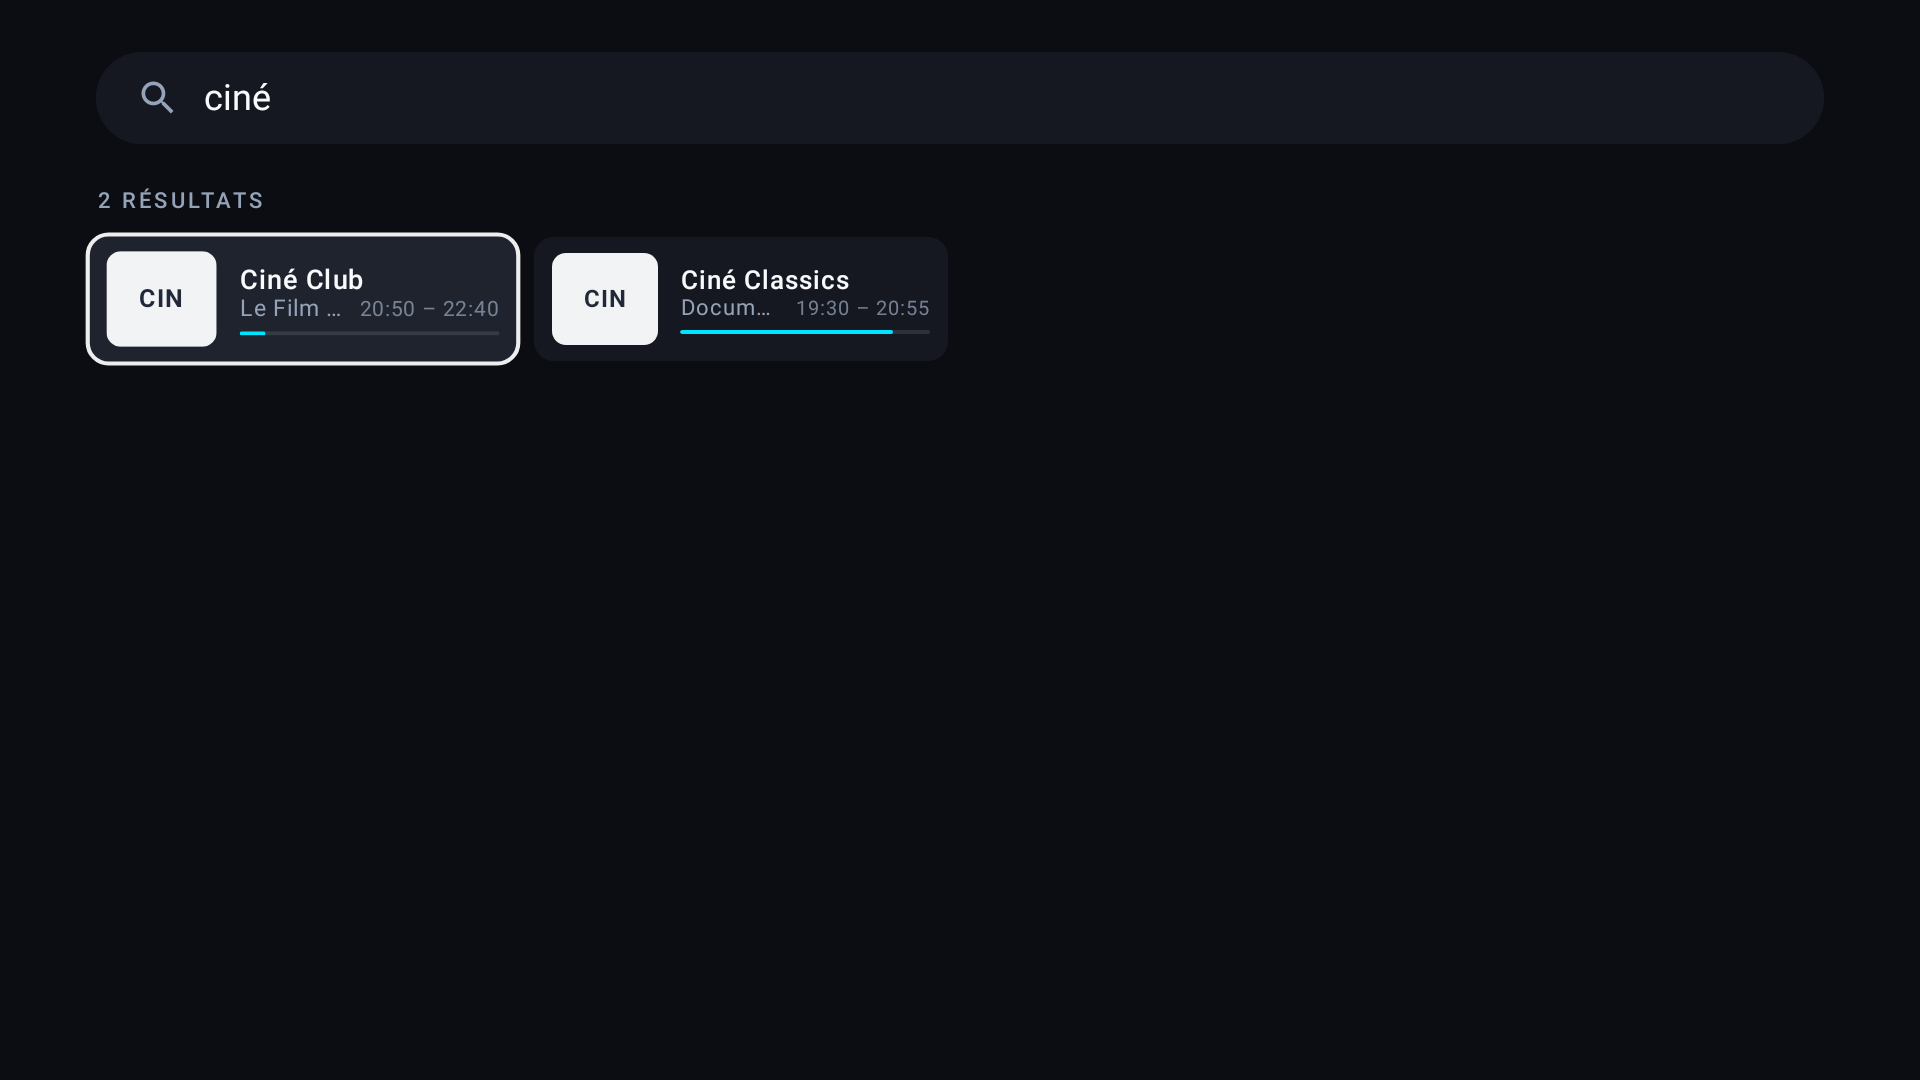 ciné
2 RÉSULTATS
CIN
Ciné Club
Le Film ... 20:50 – 22:40
CIN
Ciné Classics
Docum... 19:30 – 20:55